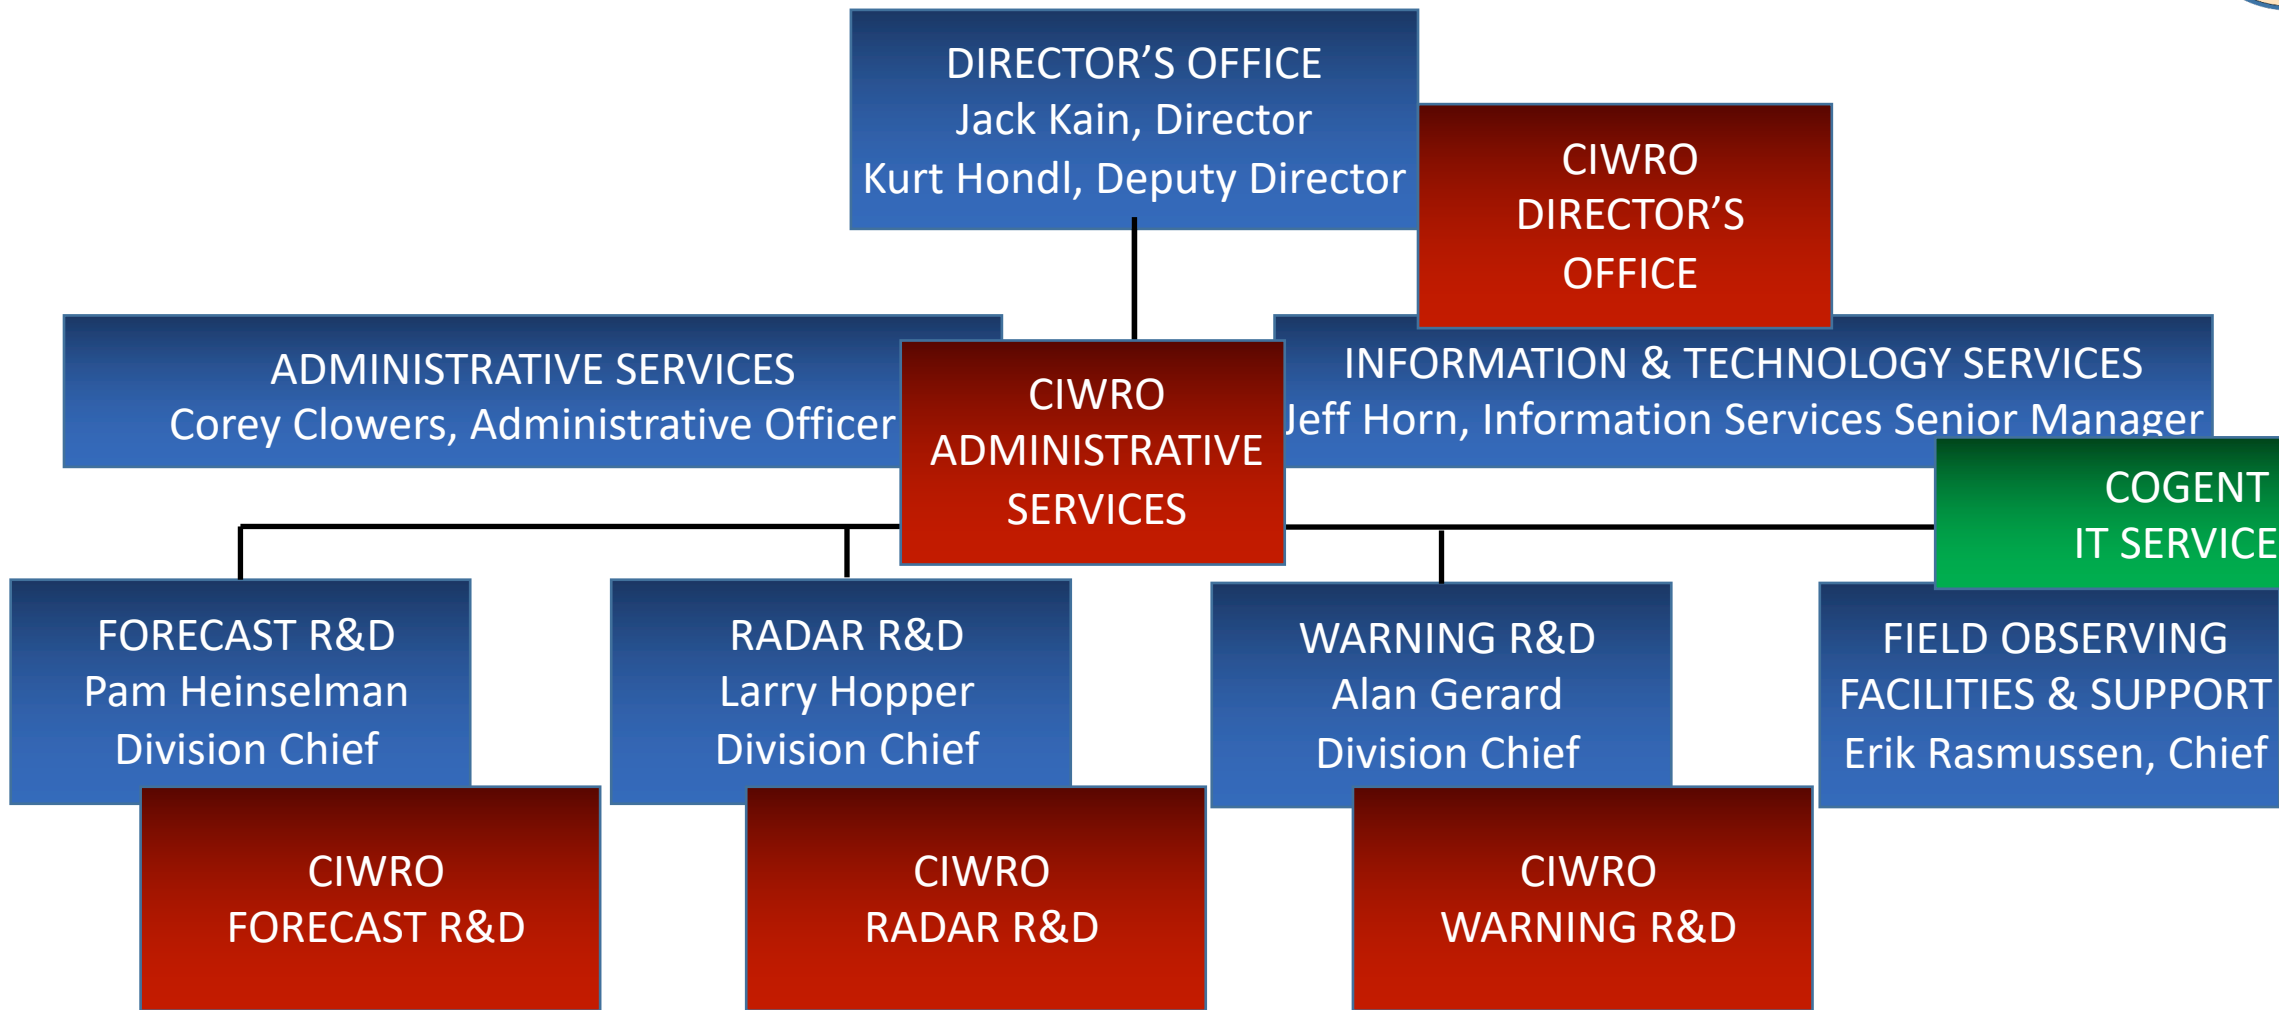 DIRECTOR’S OFFICE
Jack Kain, Director
Kurt Hondl, Deputy Director
CIWRO
DIRECTOR’S
OFFICE
ADMINISTRATIVE SERVICES
Corey Clowers, Administrative Officer
CIWRO
ADMINISTRATIVE
SERVICES
INFORMATION & TECHNOLOGY SERVICES
Jeff Horn, Information Services Senior Manager
COGENT
IT SERVICE
FORECAST R&D
Pam Heinselman
Division Chief
RADAR R&D
Larry Hopper
Division Chief
WARNING R&D
Alan Gerard
Division Chief
FIELD OBSERVING
FACILITIES & SUPPORT
Erik Rasmussen, Chief
CIWRO
FORECAST R&D
CIWRO
RADAR R&D
CIWRO
WARNING R&D